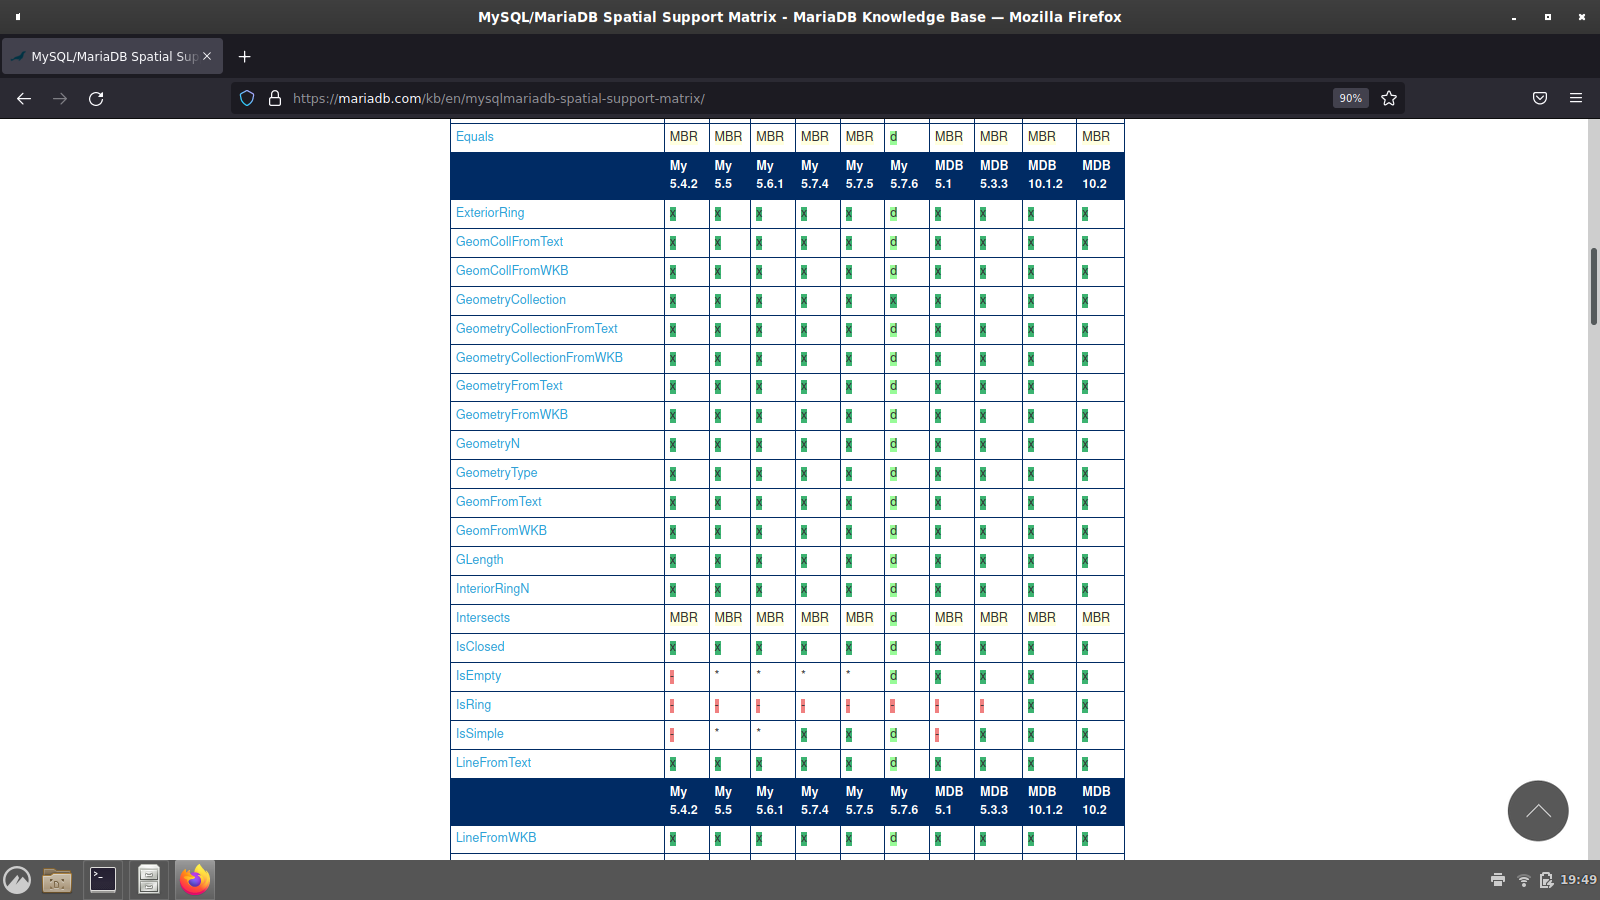 MySQL/MariaDB Spatial Support Matrix - MariaDB Knowledge Base — Mozilla Firefox
MySQL/MariaDB Spatial Sup
https://mariadb.com/kb/en/mysqlmariadb-spatial-support-matrix/ 90%
Equals MBR MBR MBR MBR MBR d MBR MBR MBR MBR
My 5.4.2 My 5.5 My 5.6.1 My 5.7.4 My 5.7.5 My 5.7.6 MDB 5.1 MDB 5.3.3 MDB 10.1.2 MDB 10.2
ExteriorRing x x x x x d x x x x
GeomCollFromText x x x x x d x x x x
GeomCollFromWKB x x x x x d x x x x
GeometryCollection x x x x x x x x x x
GeometryCollectionFromText x x x x x d x x x x
GeometryCollectionFromWKB x x x x x d x x x x
GeometryFromText x x x x x d x x x x
GeometryFromWKB x x x x x d x x x x
GeometryN x x x x x d x x x x
GeometryType x x x x x d x x x x
GeomFromText x x x x x d x x x x
GeomFromWKB x x x x x d x x x x
GLength x x x x x d x x x x
InteriorRingN x x x x x d x x x x
Intersects MBR MBR MBR MBR MBR d MBR MBR MBR MBR
IsClosed x x x x x d x x x x
IsEmpty - * * * * d x x x x
IsRing - - - - - - - - x x
IsSimple - * * x x d - x x x
LineFromText x x x x x d x x x x
My 5.4.2 My 5.5 My 5.6.1 My 5.7.4 My 5.7.5 My 5.7.6 MDB 5.1 MDB 5.3.3 MDB 10.1.2 MDB 10.2
LineFromWKB x x x x x d x x x x
19:49